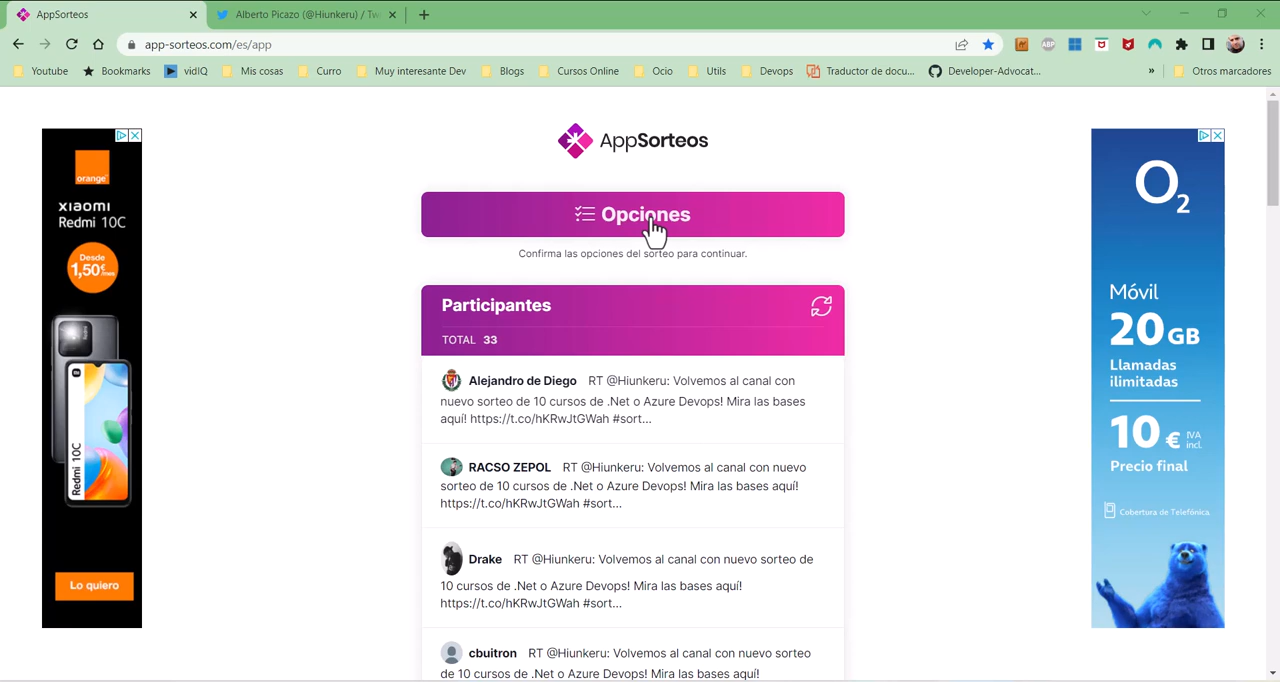 AppSorteos
Alberto Picazo (@Hiunkeru) / Tw
app-sorteos.com/es/app
ABP
Youtube
Bookmarks
vidIQ
Mis cosas
Curro
Muy interesante Dev
Blogs
Cursos Online
Ocio
Utils
Devops
Traductor de docu...
Developer-Advocat...
»
Otros marcadores
AppSorteos
Opciones
Confirma las opciones del sorteo para continuar.
Participantes
TOTAL 33
Alejandro de Diego RT @Hiunkeru: Volvemos al canal con
nuevo sorteo de 10 cursos de .Net o Azure Devops! Mira las bases
aquí! https://t.co/hKRwJtGWah #sort...
RACSO ZEPOL RT @Hiunkeru: Volvemos al canal con nuevo
sorteo de 10 cursos de .Net o Azure Devops! Mira las bases aquí!
https://t.co/hKRwJtGWah #sort...
Drake RT @Hiunkeru: Volvemos al canal con nuevo sorteo de
10 cursos de .Net o Azure Devops! Mira las bases aquí!
https://t.co/hKRwJtGWah #sort...
cbuitron RT @Hiunkeru: Volvemos al canal con nuevo sorteo
de 10 cursos de .Net o Azure Devops! Mira las bases aquí!
orange
xiaomi
Redmi 10C
Desde
1,50€/mes
Redmi 10C
Lo quiero
O2
Móvil
20GB
Llamadas
ilimitadas
10€ IVA
incl.
Precio final
Cobertura de Telefónica.